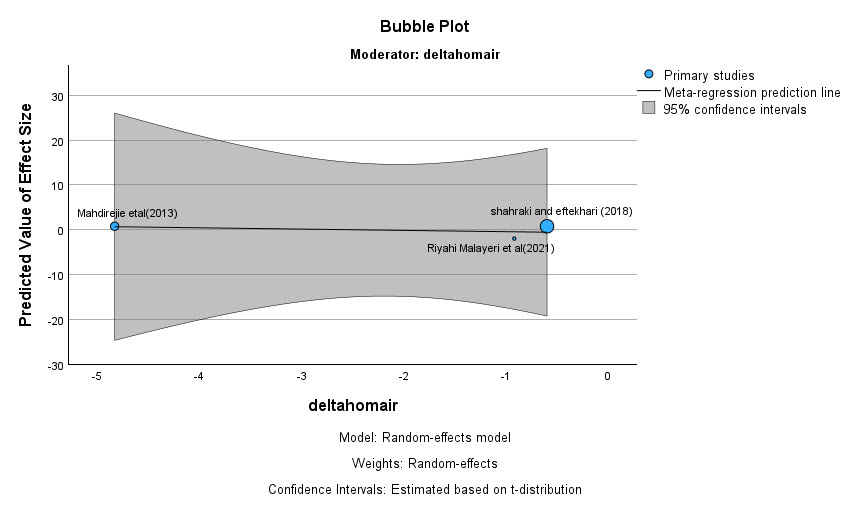 Bubble Plot
Moderator: deltahomair
Primary studies
Meta-regression prediction line
95% confidence intervals
Predicted Value of Effect Size
30
20
10
0
-10
-20
-30
Mahdirejie etal(2013)
shahraki and eftekhari (2018)
Riyahi Malayeri et al(2021)
-5 -4 -3 -2 -1 0
deltahomair
Model: Random-effects model
Weights: Random-effects
Confidence Intervals: Estimated based on t-distribution